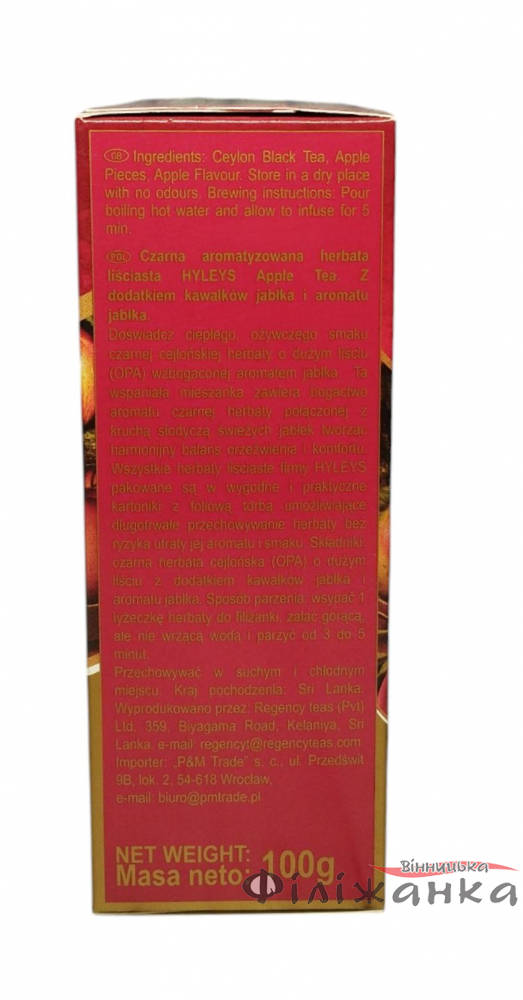 GB Ingredients: Ceylon Black Tea, Apple
Pieces, Apple Flavour. Store in a dry place
with no odours. Brewing instructions: Pour
boiling hot water and allow to infuse for 5
min.
POL Czarna aromatyzowana herbata
liściasta HYLEYS Apple Tea. Z
dodatkiem kawałków jabłka i aromatu
jabłka.
Doświadcz ciepłego, ożywczego smaku
czarnej cejlońskiej herbaty o dużym liściu
(OPA) wzbogaconej aromatem jabłka. Ta
wspaniała mieszanka zawiera bogactwo
aromatu czarnej herbaty połączonej z
kruchą słodyczą świeżych jabłek tworząc
harmonijny balans orzeźwienia i komfortu.
Wszystkie herbaty liściaste firmy HYLEYS
pakowane są w wygodne i praktyczne
kartoniki z foliową torbą umożliwiające
długotrwałe przechowywanie herbaty bez
ryzyka utraty jej aromatu i smaku. Składniki:
czarna herbata cejlońska (OPA) o dużym
liściu z dodatkiem kawałków jabłka i
aromatu jabłka. Sposób parzenia: wsypać 1
łyżeczkę herbaty do filiżanki, zalać gorącą,
ale nie wrzącą wodą i parzyć od 3 do 5
minut.
Przechowywać w suchym i chłodnym
miejscu. Kraj pochodzenia: Sri Lanka.
Wyprodukowano przez: Regency teas (Pvt)
Ltd. 359, Biyagama Road, Kelaniya, Sri
Lanka. e-mail: regencyt@regencyteas.com.
Importer: „P&M Trade” s. c., ul. Przedświt
9B, lok. 2, 54-618 Wrocław,
e-mail: biuro@pmtrade.pl
NET WEIGHT:
Masa neto: 100g
Вінницька
Філіжанка